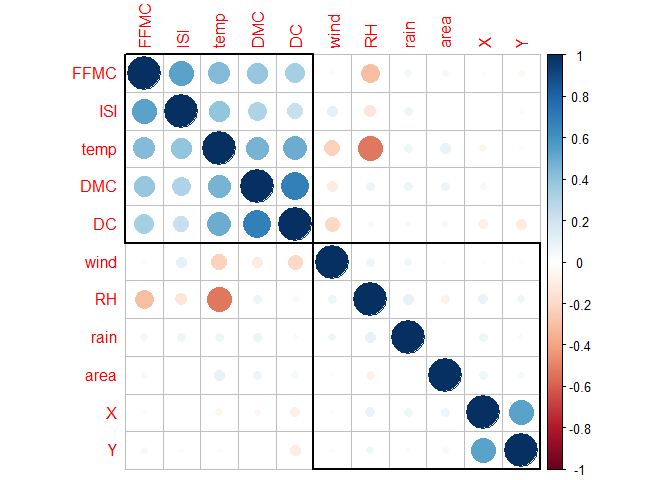 FFMC ISI temp DMC DC wind RH rain area X Y
FFMC
ISI
temp
DMC
DC
wind
RH
rain
area
X
Y
1
0.8
0.6
0.4
0.2
0
-0.2
-0.4
-0.6
-0.8
-1